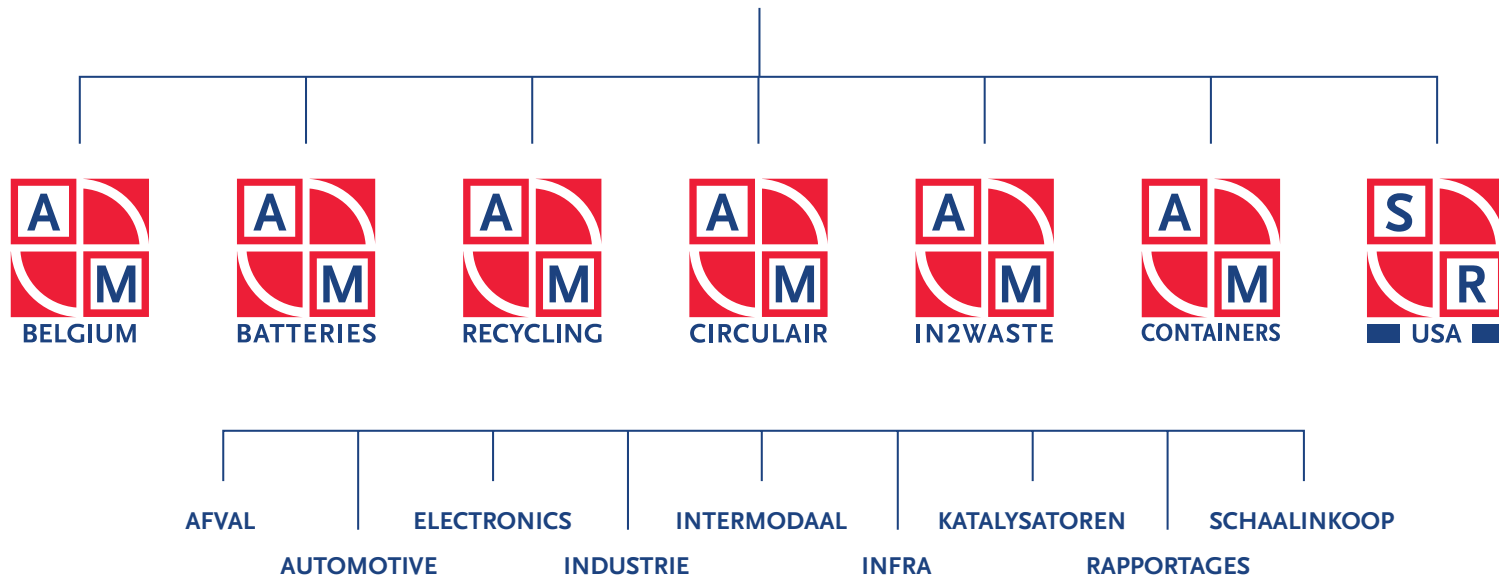 A M BELGIUM
A M BATTERIES
A M RECYCLING
A M CIRCULAIR
A M IN2WASTE
A M CONTAINERS
S R USA
AFVAL
AUTOMOTIVE
ELECTRONICS
INDUSTRIE
INTERMODAAL
INFRA
KATALYSATOREN
RAPPORTAGES
SCHAALINKOOP